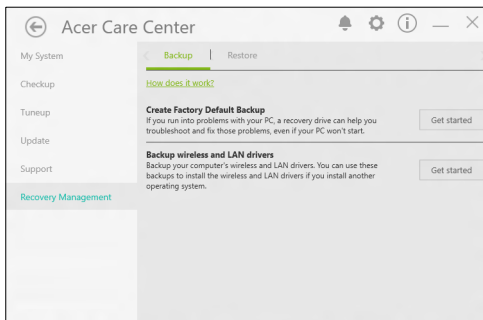 Acer Care Center
My System
Backup
Restore
Checkup
How does it work?
Tuneup
Create Factory Default Backup
If you run into problems with your PC, a recovery drive can help you
troubleshoot and fix those problems, even if your PC won't start.
Get started
Update
Support
Backup wireless and LAN drivers
Backup your computer's wireless and LAN drivers. You can use these
backups to install the wireless and LAN drivers if you install another
operating system.
Get started
Recovery Management